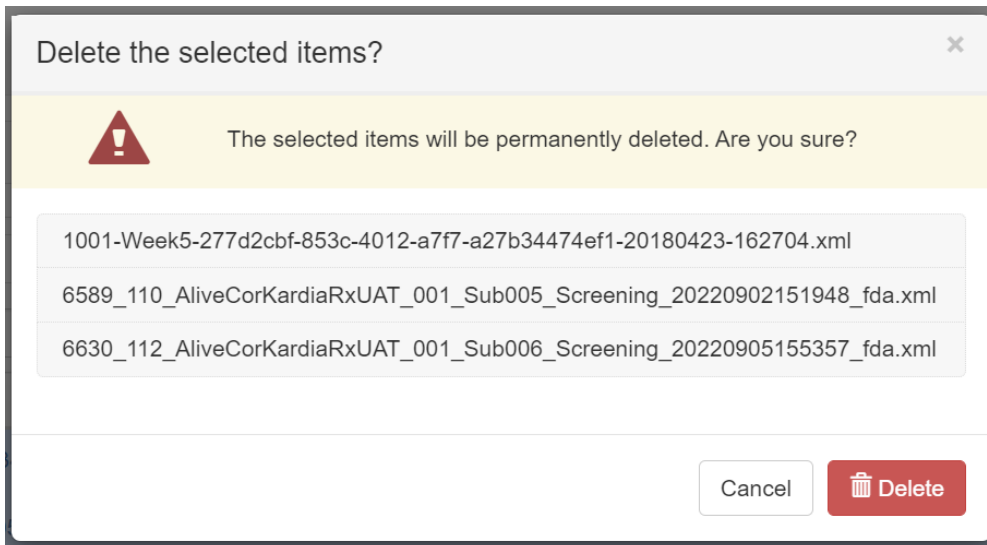 Delete the selected items?
×
The selected items will be permanently deleted. Are you sure?
1001-Week5-277d2cbf-853c-4012-a7f7-a27b34474ef1-20180423-162704.xml
6589_110_AliveCorKardiaRxUAT_001_Sub005_Screening_20220902151948_fda.xml
6630_112_AliveCorKardiaRxUAT_001_Sub006_Screening_20220905155357_fda.xml
Cancel
Delete